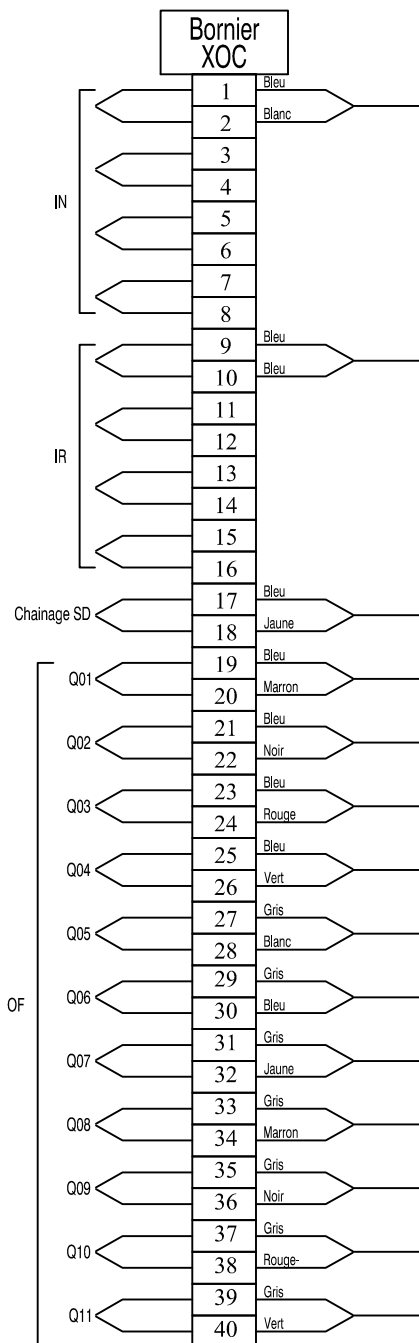 Bornier
XOC
1 Bleu
2 Blanc
3
4
IN
5
6
7
8
9 Bleu
10 Bleu
11
12
IR
13
14
15
16
17 Bleu
Chainage SD
18 Jaune
19 Bleu
Q01
20 Marron
21 Bleu
Q02
22 Noir
23 Bleu
Q03
24 Rouge
25 Bleu
Q04
26 Vert
27 Gris
Q05
28 Blanc
29 Gris
Q06
OF
30 Bleu
31 Gris
Q07
32 Jaune
33 Gris
Q08
34 Marron
35 Gris
Q09
36 Noir
37 Gris
Q10
38 Rouge-
39 Gris
Q11
40 Vert